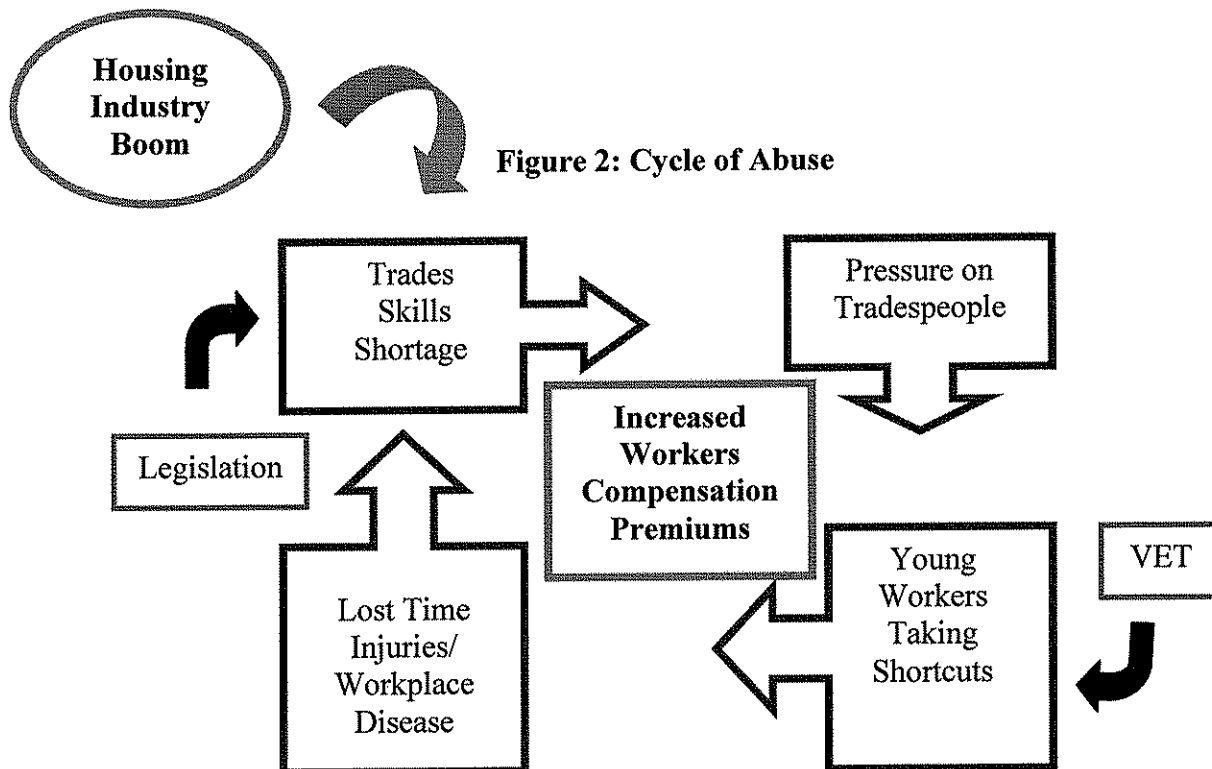 Housing
Industry
Boom
Figure 2: Cycle of Abuse
Trades
Skills
Shortage
Pressure on
Tradespeople
Legislation
Increased
Workers
Compensation
Premiums
Lost Time
Injuries/
Workplace
Disease
Young
Workers
Taking
Shortcuts
VET